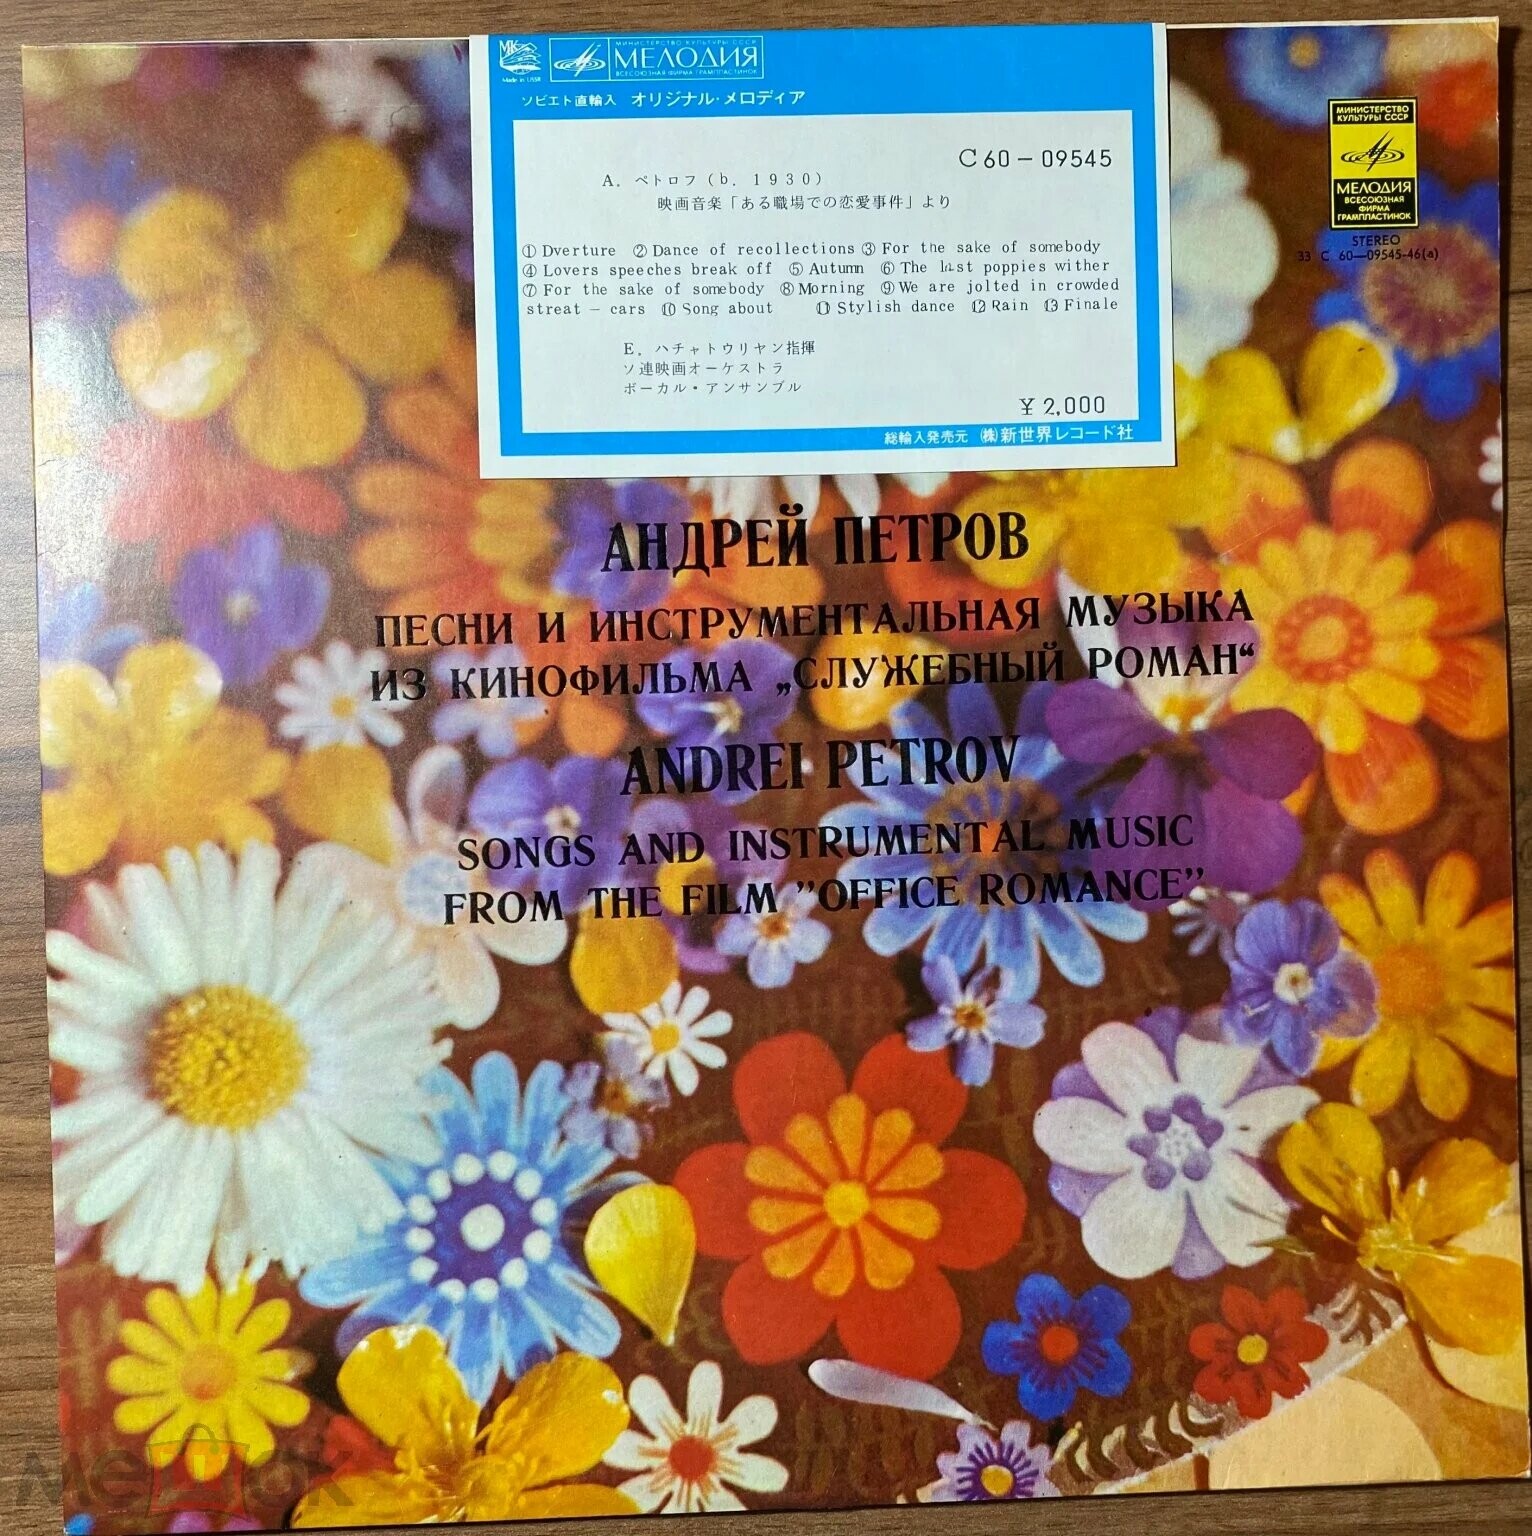 МК
Made in USSR
МИНИСТЕРСТВО КУЛЬТУРЫ СССР
МЕЛОДИЯ
ВСЕСОЮЗНАЯ ФИРМА ГРАМПЛАСТИНОК
ソビエト直輸入 オリジナル・メロディア
C60-09545
A. ペトロフ(b. 1930)
映画音楽「ある職場での恋愛事件」より
① Dverture ② Dance of recollections ③ For the sake of somebody
④ Lovers speeches break off ⑤ Autumn ⑥ The last poppies wither
⑦ For the sake of somebody ⑧ Morning ⑨ We are jolted in crowded
streat - cars ⑩ Song about ⑪ Stylish dance ⑫ Rain ⑬ Finale
E. ハチャトウリヤン指揮
ソ連映画オーケストラ
ボーカル・アンサンブル
¥2,000
総輸入発売元 ㈱新世界レコード社
МИНИСТЕРСТВО
КУЛЬТУРЫ СССР
МЕЛОДИЯ
ВСЕСОЮЗНАЯ
ФИРМА
ГРАМПЛАСТИНОК
STEREO
33 С 60—09545-46(а)
АНДРЕЙ ПЕТРОВ
ПЕСНИ И ИНСТРУМЕНТАЛЬНАЯ МУЗЫКА
ИЗ КИНОФИЛЬМА „СЛУЖЕБНЫЙ РОМАН“
ANDREI PETROV
SONGS AND INSTRUMENTAL MUSIC
FROM THE FILM ”OFFICE ROMANCE”
мешок